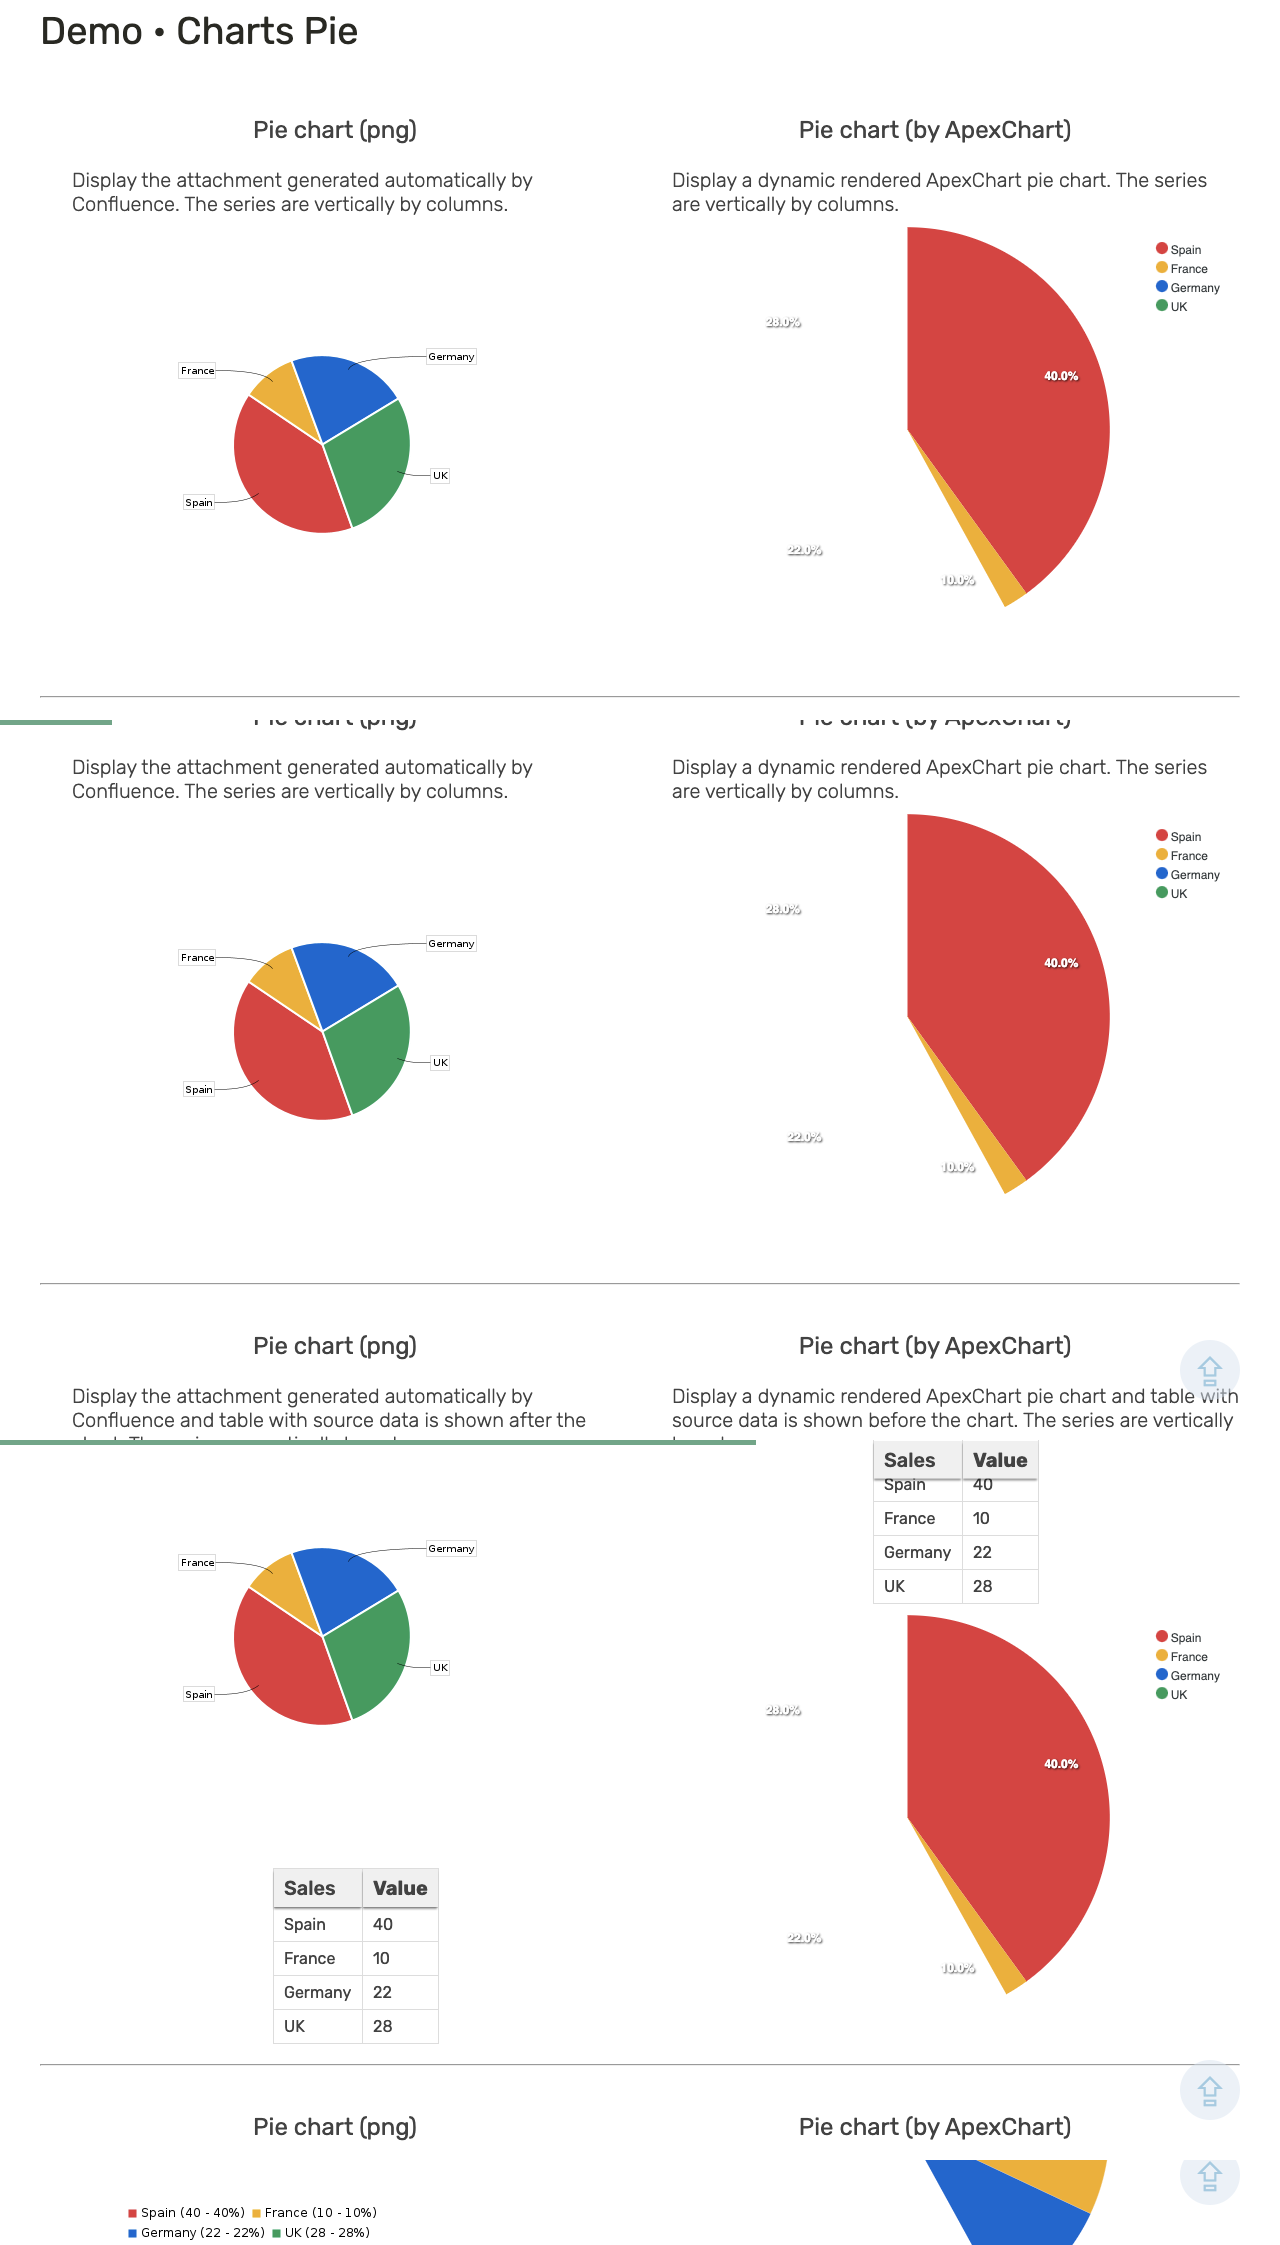 Demo • Charts Pie
Pie chart (png)
Display the attachment generated automatically by
Confluence. The series are vertically by columns.
France
Germany
UK
Spain
Pie chart (by ApexChart)
Display a dynamic rendered ApexChart pie chart. The series
are vertically by columns.
Spain
France
Germany
UK
28.0%
40.0%
22.0%
10.0%
Pie chart (png)
Display the attachment generated automatically by
Confluence. The series are vertically by columns.
France
Germany
UK
Spain
Pie chart (by ApexChart)
Display a dynamic rendered ApexChart pie chart. The series
are vertically by columns.
Spain
France
Germany
UK
28.0%
40.0%
22.0%
10.0%
Pie chart (png)
Display the attachment generated automatically by
Confluence and table with source data is shown after the
France
Germany
UK
Spain
Sales Value
Spain 40
France 10
Germany 22
UK 28
Pie chart (by ApexChart)
Display a dynamic rendered ApexChart pie chart and table with
source data is shown before the chart. The series are vertically
Sales Value
Spain 40
France 10
Germany 22
UK 28
Spain
France
Germany
UK
28.0%
40.0%
22.0%
10.0%
Pie chart (png)
Spain (40 - 40%) France (10 - 10%)
Germany (22 - 22%) UK (28 - 28%)
Pie chart (by ApexChart)